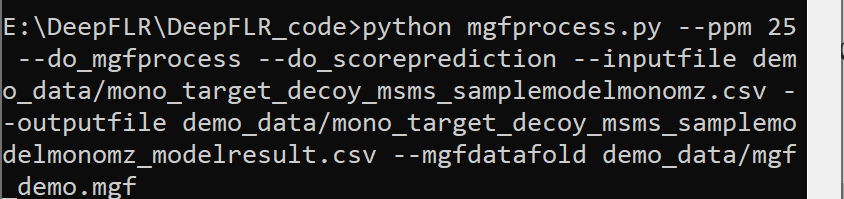 E:\DeepFLR\DeepFLR_code>python mgfprocess.py --ppm 25
 --do_mgfprocess --do_scoreprediction --inputfile dem
o_data/mono_target_decoy_msms_samplemodelmonomz.csv -
-outputfile demo_data/mono_target_decoy_msms_samplemo
delmonomz_modelresult.csv --mgfdatafold demo_data/mgf
_demo.mgf